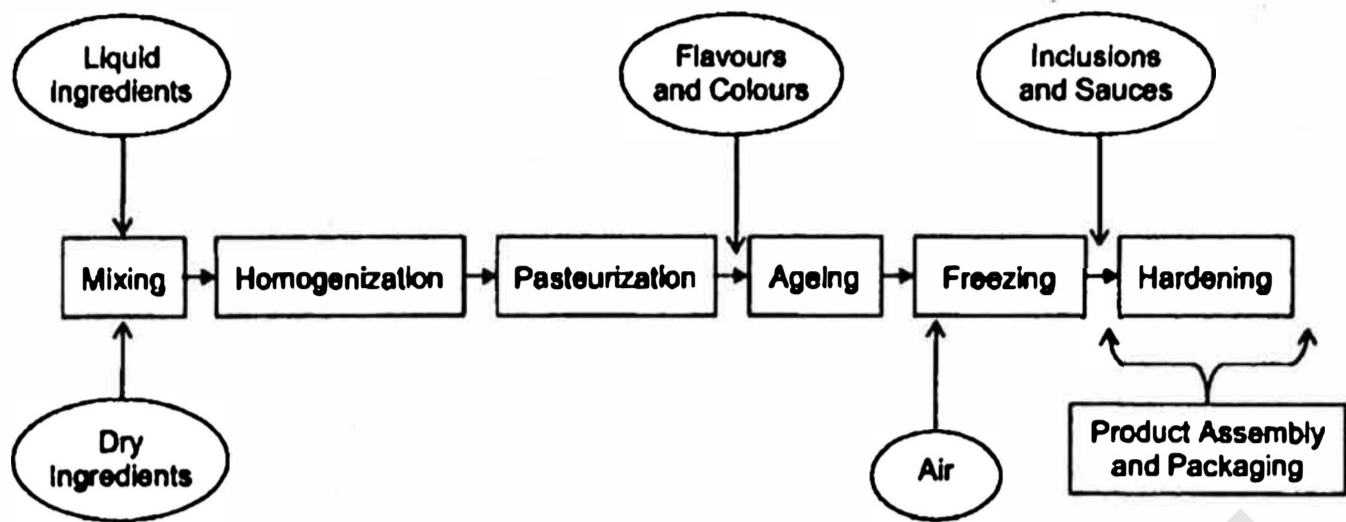 Liquid
ingredients
Flavours
and Colours
Inclusions
and Sauces
Mixing
Homogenization
Pasteurization
Ageing
Freezing
Hardening
Dry
Ingredients
Air
Product Assembly
and Packaging